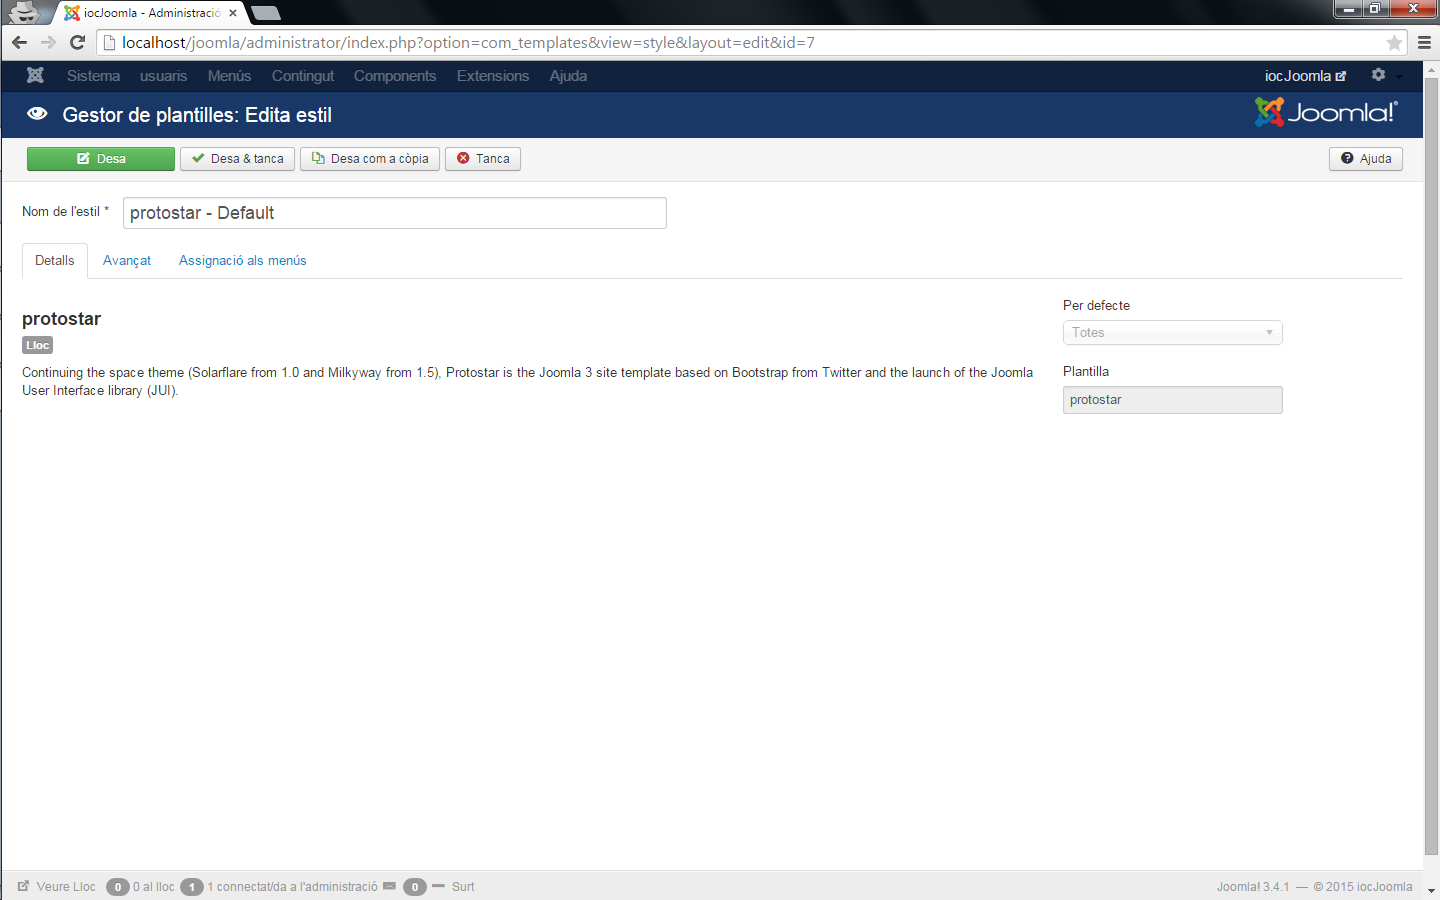 iocJoomla - Administració
localhost/joomla/administrator/index.php?option=com_templates&view=style&layout=edit&id=7
Sistema usuaris Menús Contingut Components Extensions Ajuda iocJoomla
Gestor de plantilles: Edita estil Joomla!®
Desa Desa & tanca Desa com a còpia Tanca Ajuda
Nom de l'estil * protostar - Default
Detalls Avançat Assignació als menús
protostar
Lloc
Continuing the space theme (Solarflare from 1.0 and Milkyway from 1.5), Protostar is the Joomla 3 site template based on Bootstrap from Twitter and the launch of the Joomla
User Interface library (JUI).
Per defecte
Totes
Plantilla
protostar
Veure Lloc 0 0 al lloc 1 1 connectat/da a l'administració 0 Surt Joomla! 3.4.1 — © 2015 iocJoomla